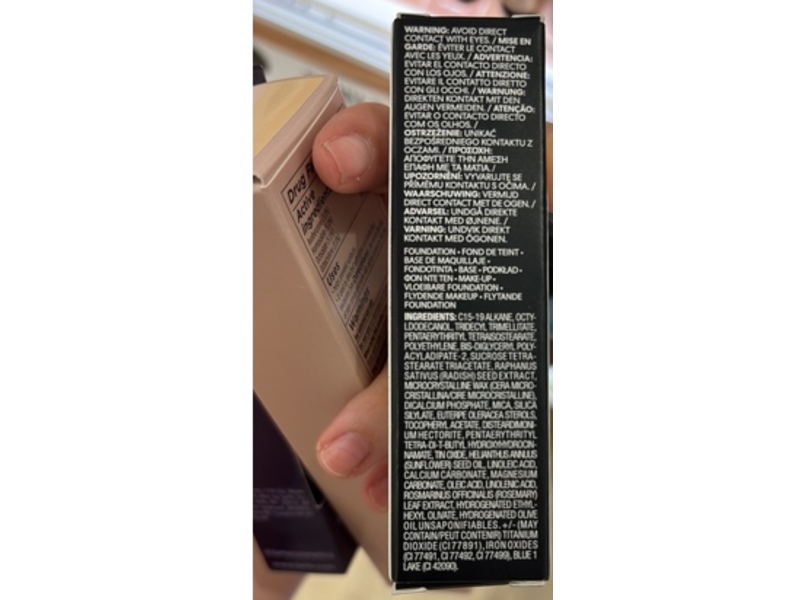 WARNING: AVOID DIRECT
CONTACT WITH EYES. / MISE EN
GARDE: ÉVITER LE CONTACT
AVEC LES YEUX. / ADVERTENCIA:
EVITAR EL CONTACTO DIRECTO
CON LOS OJOS. / ATTENZIONE:
EVITARE IL CONTATTO DIRETTO
CON GLI OCCHI. / WARNUNG:
DIREKTEN KONTAKT MIT DEN
AUGEN VERMEIDEN. / ATENÇÃO:
EVITAR O CONTACTO DIRECTO
COM OS OLHOS. /
OSTRZEŻENIE: UNIKAĆ
BEZPOŚREDNIEGO KONTAKTU Z
OCZAMI. / ΠΡΟΣΟΧΗ:
ΑΠΟΦΥΓΕΤΕ ΤΗΝ ΑΜΕΣΗ
ΕΠΑΦΗ ΜΕ ΤΑ ΜΑΤΙΑ. /
UPOZORNĚNÍ: VYVARUJTE SE
PŘÍMÉMU KONTAKTU S OČIMA. /
WAARSCHUWING: VERMIJD
DIRECT CONTACT MET DE OGEN. /
ADVARSEL: UNDGÅ DIREKTE
KONTAKT MED ØJNENE. /
VARNING: UNDVIK DIREKT
KONTAKT MED ÖGONEN.
FOUNDATION • FOND DE TEINT •
BASE DE MAQUILLAJE •
FONDOTINTA • BASE • PODKŁAD •
ΦΟΝ ΝΤΕ ΤΕΝ • MAKE-UP •
VLOEIBARE FOUNDATION •
FLYDENDE MAKEUP • FLYTANDE
FOUNDATION
INGREDIENTS: C15-19 ALKANE, OCTY-
LDODECANOL, TRIDECYL TRIMELLITATE,
PENTAERYTHRITYL TETRAISOSTEARATE,
POLYETHYLENE, BIS-DIGLYCERYL POLY-
ACYLADIPATE-2, SUCROSE TETRA-
STEARATE TRIACETATE, RAPHANUS
SATIVUS (RADISH) SEED EXTRACT,
MICROCRYSTALLINE WAX (CERA MICRO-
CRISTALLINA/CIRE MICROCRISTALLINE),
DICALCIUM PHOSPHATE, MICA, SILICA
SILYLATE, EUTERPE OLERACEA STEROLS,
TOCOPHERYL ACETATE, DISTEARDIMONI-
UM HECTORITE, PENTAERYTHRITYL
TETRA-DI-T-BUTYL HYDROXYHYDROCIN-
NAMATE, TIN OXIDE, HELIANTHUS ANNUUS
(SUNFLOWER) SEED OIL, LINOLEIC ACID,
CALCIUM CARBONATE, MAGNESIUM
CARBONATE, OLEIC ACID, LINOLENIC ACID,
ROSMARINUS OFFICINALIS (ROSEMARY)
LEAF EXTRACT, HYDROGENATED ETHYL-
HEXYL OLIVATE, HYDROGENATED OLIVE
OIL UNSAPONIFIABLES. +/- (MAY
CONTAIN/PEUT CONTENIR) TITANIUM
DIOXIDE (CI 77891), IRON OXIDES
(CI 77491, CI 77492, CI 77499), BLUE 1
LAKE (CI 42090).
Drug
Active
Uses